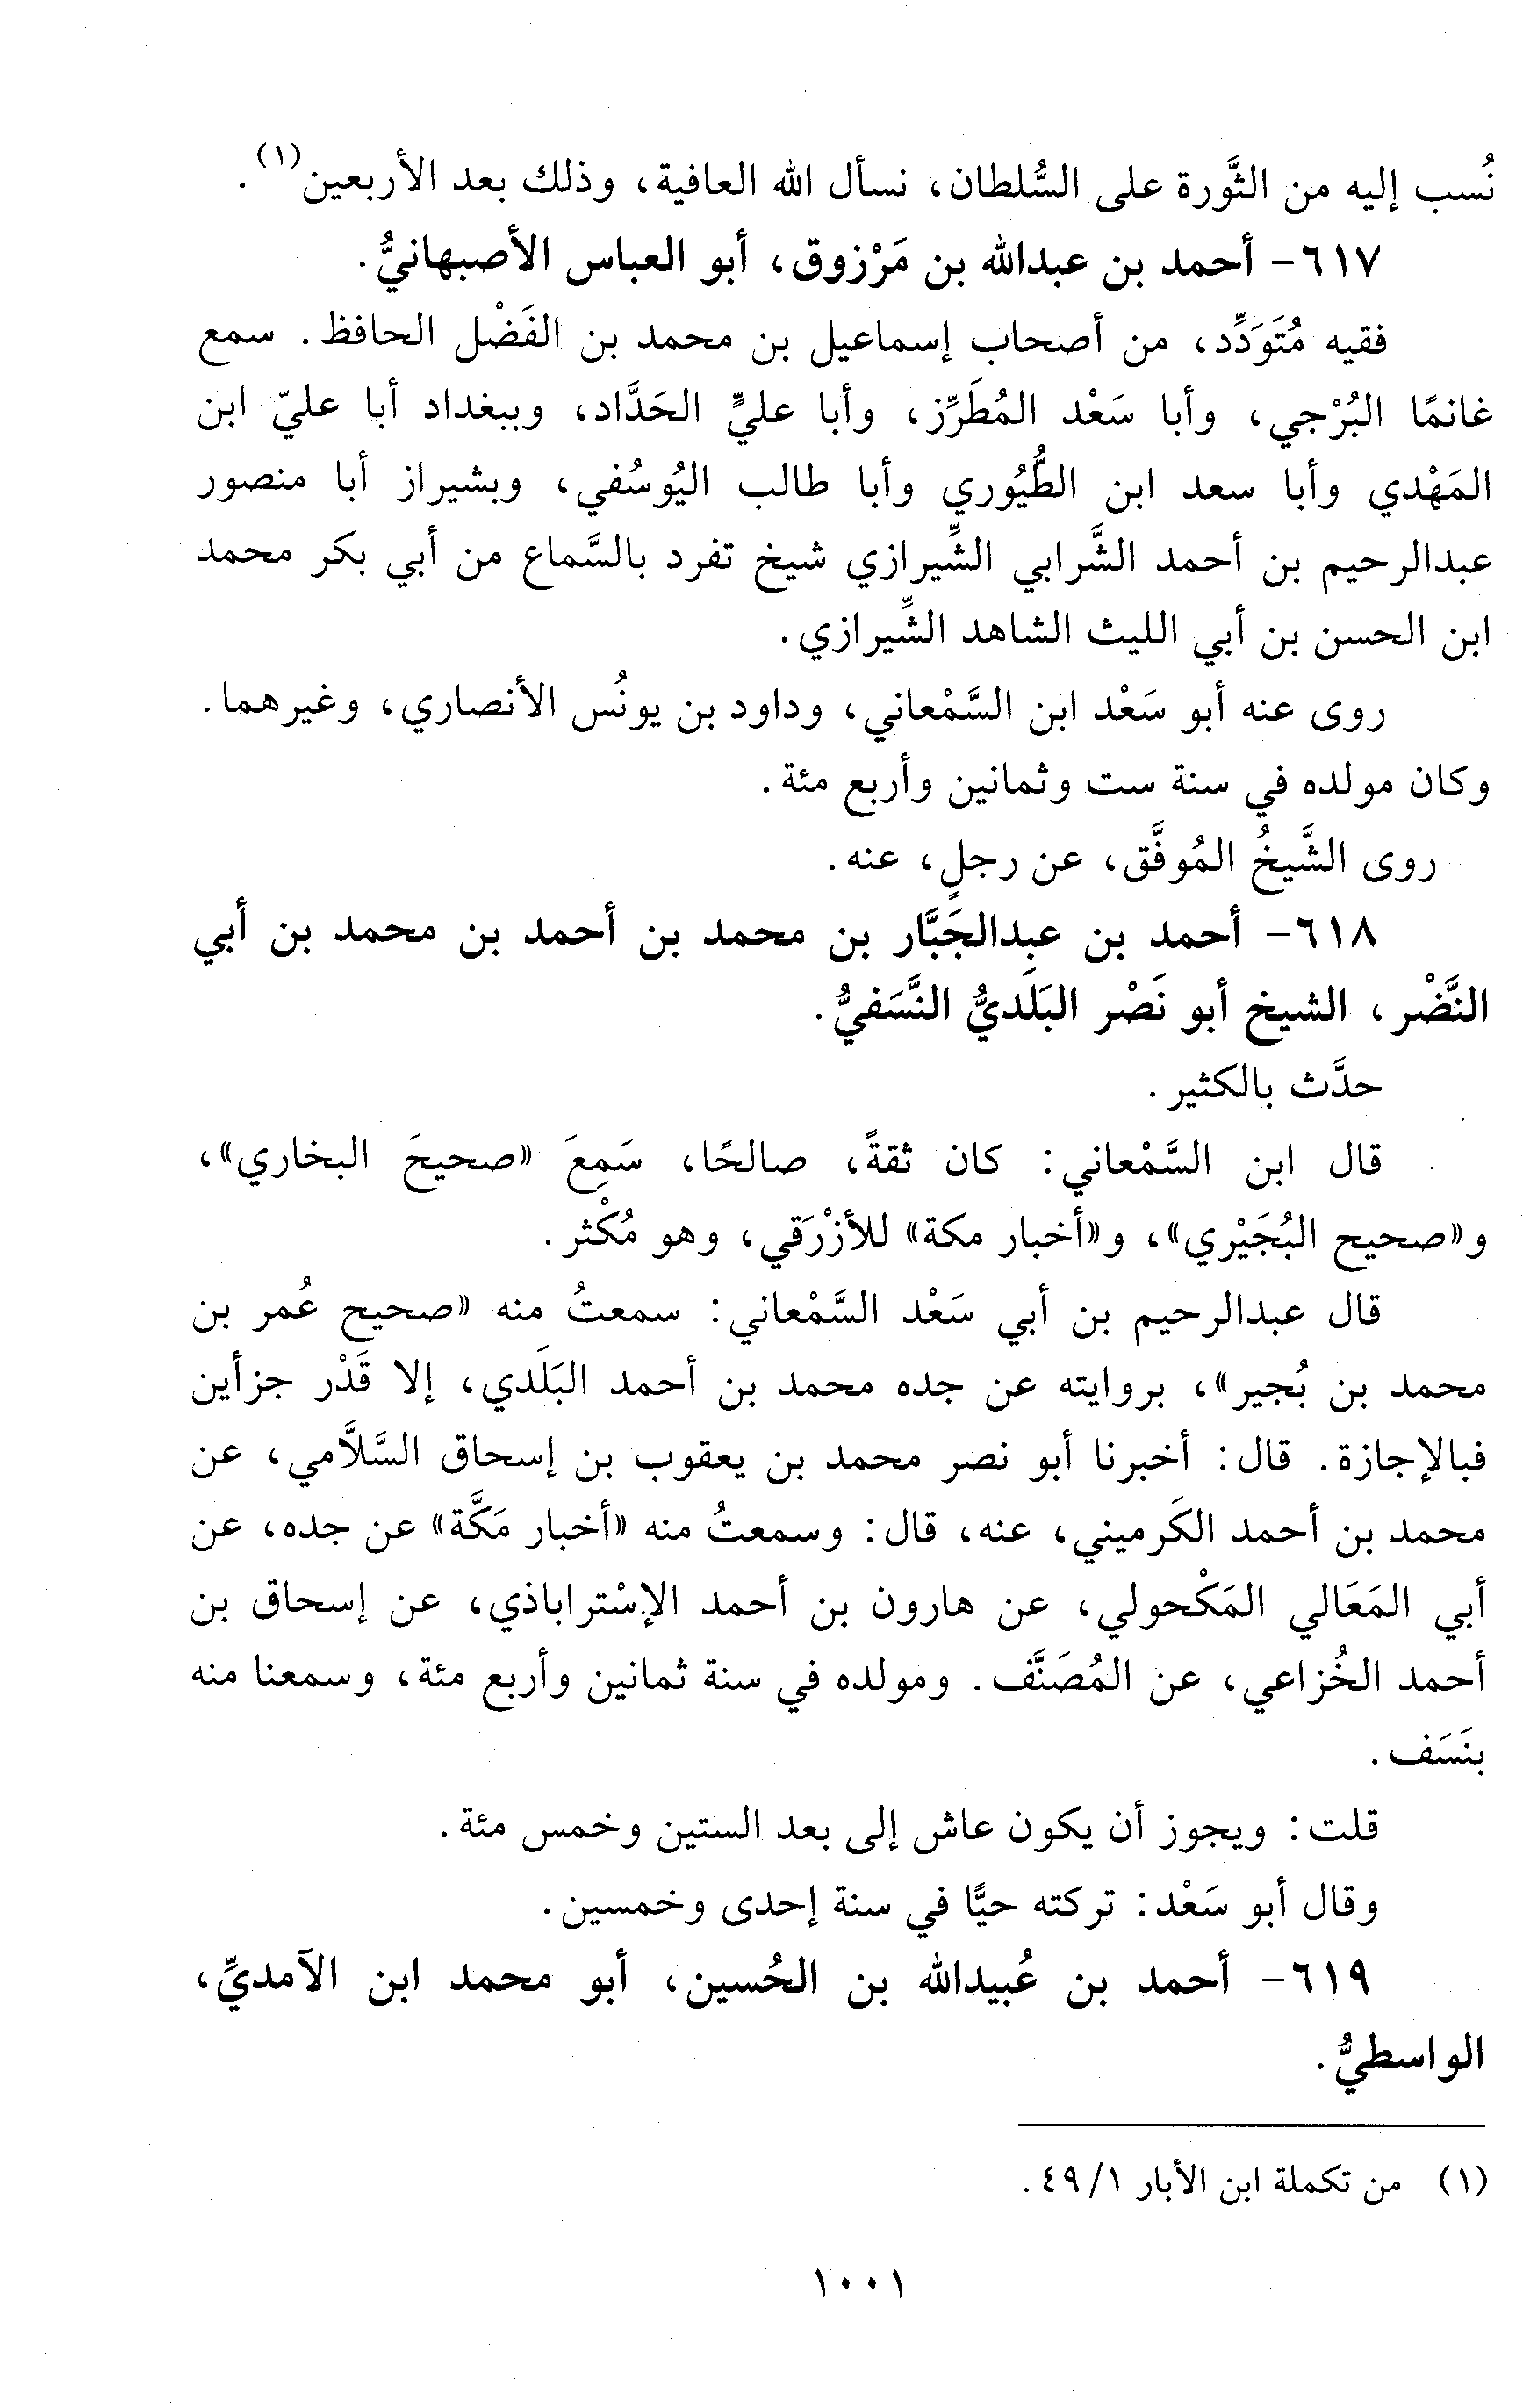 نُسب إليه من الثَّورة على السُّلطان، نسأل الله العافية، وذلك بعد الأربعين(١).
٦١٧- أحمد بن عبدالله بن مَرْزوق، أبو العباس الأصبهانيُّ.
فقيه مُتَوَدِّد، من أصحاب إسماعيل بن محمد بن الفَضْل الحافظ. سمع
غانمًا البُرْجي، وأبا سَعْد المُطَرِّز، وأبا عليٍّ الحَدَّاد، وببغداد أبا عليّ ابن
المَهْدي وأبا سعد ابن الطُّيُوري وأبا طالب اليُوسُفي، وبشيراز أبا منصور
عبدالرحيم بن أحمد الشَّرابي الشِّيرازي شيخ تفرد بالسَّماع من أبي بكر محمد
ابن الحسن بن أبي الليث الشاهد الشِّيرازي.
روى عنه أبو سَعْد ابن السَّمْعاني، وداود بن يونُس الأنصاري، وغيرهما.
وكان مولده في سنة ست وثمانين وأربع مئة.
روى الشَّيخُ المُوفَّق، عن رجلٍ، عنه.
٦١٨- أحمد بن عبدالجَبَّار بن محمد بن أحمد بن محمد بن أبي
النَّضْر، الشيخ أبو نَصْر البَلَديُّ النَّسَفيُّ.
حدَّث بالكثير.
قال ابن السَّمْعاني: كان ثقةً، صالحًا، سَمِعَ «صحيحَ البخاري»،
و«صحيح البُجَيْري»، و«أخبار مكة» للأزْرَقي، وهو مُكْثر.
قال عبدالرحيم بن أبي سَعْد السَّمْعاني: سمعتُ منه «صحيح عُمر بن
محمد بن بُجير»، بروايته عن جده محمد بن أحمد البَلَدي، إلا قَدْر جزأين
فبالإجازة. قال: أخبرنا أبو نصر محمد بن يعقوب بن إسحاق السَّلاَّمي، عن
محمد بن أحمد الكَرميني، عنه، قال: وسمعتُ منه «أخبار مَكَّة» عن جده، عن
أبي المَعَالي المَكْحولي، عن هارون بن أحمد الإسْتراباذي، عن إسحاق بن
أحمد الخُزاعي، عن المُصَنَّف. ومولده في سنة ثمانين وأربع مئة، وسمعنا منه
بنَسَف.
قلت: ويجوز أن يكون عاش إلى بعد الستين وخمس مئة.
وقال أبو سَعْد: تركته حيًّا في سنة إحدى وخمسين.
٦١٩- أحمد بن عُبيدالله بن الحُسين، أبو محمد ابن الآمديِّ،
الواسطيُّ.
(١) من تكملة ابن الأبار ٤٩/١.
١٠٠١